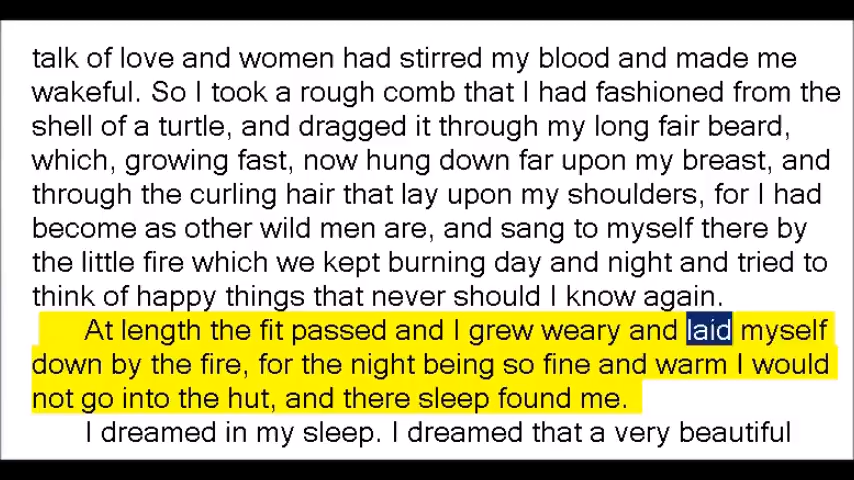 talk of love and women had stirred my blood and made me
wakeful. So I took a rough comb that I had fashioned from the
shell of a turtle, and dragged it through my long fair beard,
which, growing fast, now hung down far upon my breast, and
through the curling hair that lay upon my shoulders, for I had
become as other wild men are, and sang to myself there by
the little fire which we kept burning day and night and tried to
think of happy things that never should I know again.
At length the fit passed and I grew weary and laid myself
down by the fire, for the night being so fine and warm I would
not go into the hut, and there sleep found me.
I dreamed in my sleep. I dreamed that a very beautiful